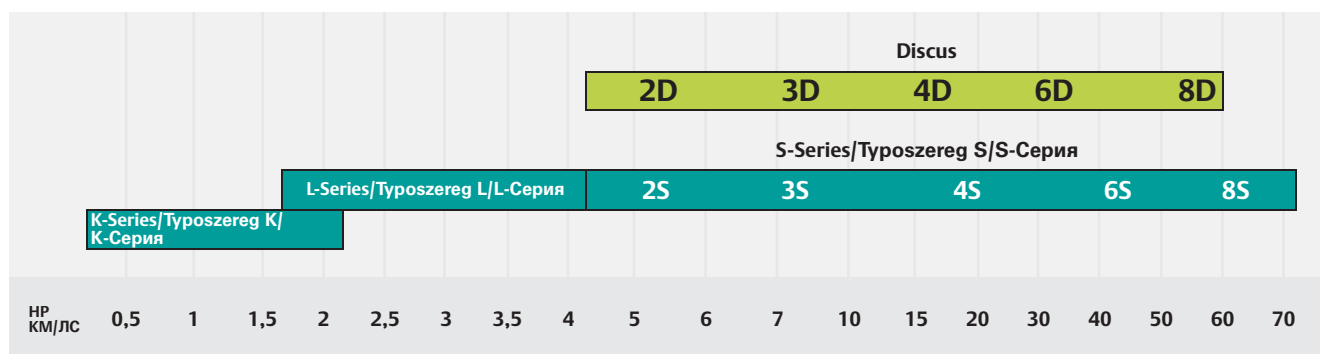 Discus
2D 3D 4D 6D 8D
S-Series/Typoszereg S/S-Серия
L-Series/Typoszereg L/L-Серия 2S 3S 4S 6S 8S
K-Series/Typoszereg K/
К-Серия
HP
КМ/ЛС
0,5 1 1,5 2 2,5 3 3,5 4 5 6 7 10 15 20 30 40 50 60 70